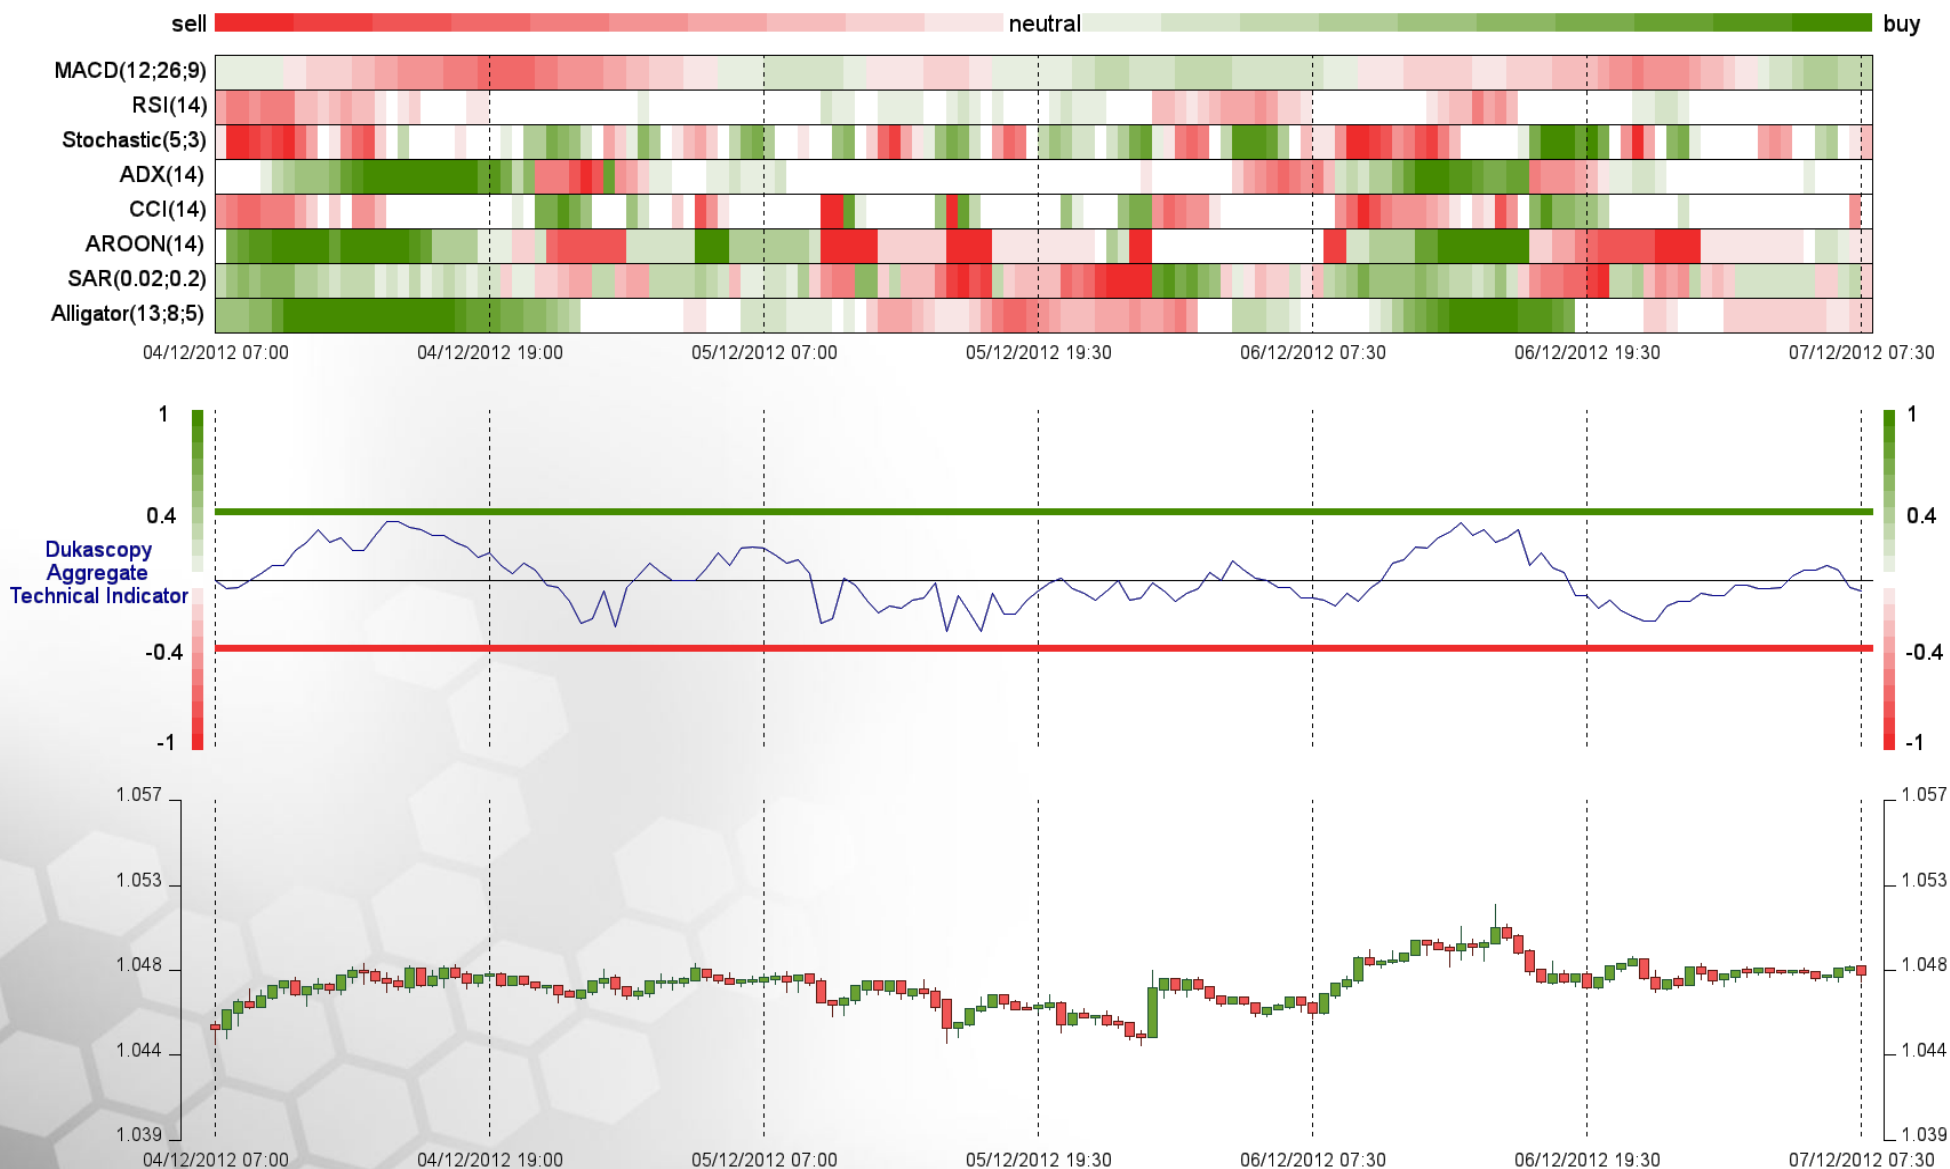 sell neutral buy
MACD(12;26;9)
RSI(14)
Stochastic(5;3)
ADX(14)
CCI(14)
AROON(14)
SAR(0.02;0.2)
Alligator(13;8;5)
04/12/2012 07:00 04/12/2012 19:00 05/12/2012 07:00 05/12/2012 19:30 06/12/2012 07:30 06/12/2012 19:30 07/12/2012 07:30
1 1
0.4 0.4
Dukascopy
Aggregate
Technical Indicator
-0.4 -0.4
-1 -1
1.057 1.057
1.053 1.053
1.048 1.048
1.044 1.044
1.039 1.039
04/12/2012 07:00 04/12/2012 19:00 05/12/2012 07:00 05/12/2012 19:30 06/12/2012 07:30 06/12/2012 19:30 07/12/2012 07:30